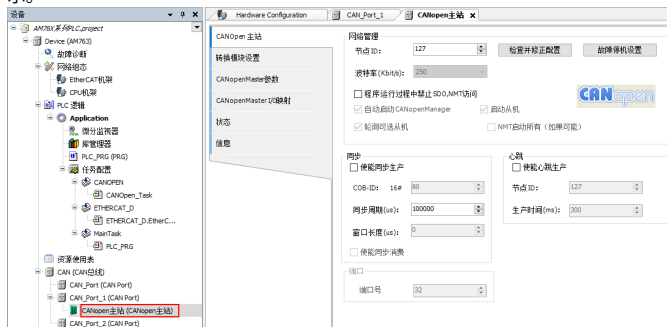 设备
AM76X系列PLC.project
Device (AM763)
故障诊断
网络组态
EtherCAT机架
CPU机架
PLC 逻辑
Application
微分监视器
库管理器
PLC_PRG (PRG)
任务配置
CANOPEN
CANOpen_Task
ETHERCAT_D
ETHERCAT_D.EtherC...
MainTask
PLC_PRG
资源使用表
CAN (CAN总线)
CAN_Port (CAN Port)
CAN_Port_1 (CAN Port)
CANopen主站 (CANopen主站)
CAN_Port_2 (CAN Port)
Hardware Configuration
CAN_Port_1
CANopen主站
CANOpen 主站
转换模块设置
CANopenMaster参数
CANopenMaster I/O映射
状态
信息
网络管理
节点ID: 127 检查并修正配置 故障停机设置
波特率(Kbit/s): 250
程序运行过程中禁止SDO,NMT访问
自动启动CANopenManager 启动从机
轮询可选从机 NMT启动所有（如果可能）
CANopen
同步
使能同步生产
COB-ID: 16# 80
同步周期(us): 100000
窗口长度(us): 0
使能同步消费
心跳
使能心跳生产
节点ID: 127
生产时间(ms): 300
端口
端口号 32